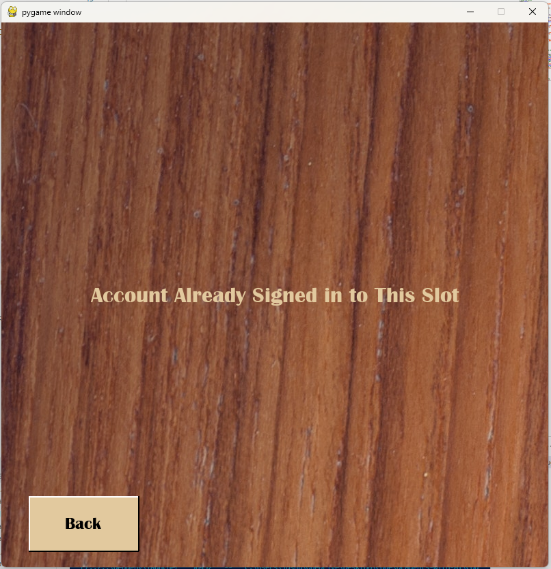 pygame window
Account Already Signed in to This Slot
Back